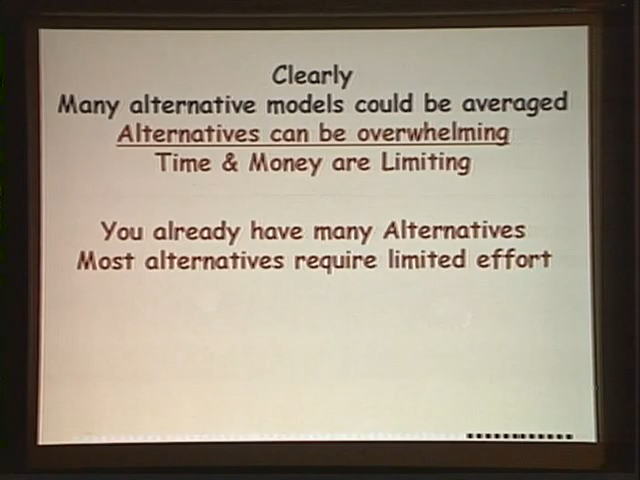 Clearly
Many alternative models could be averaged
Alternatives can be overwhelming
Time & Money are Limiting
You already have many Alternatives
Most alternatives require limited effort